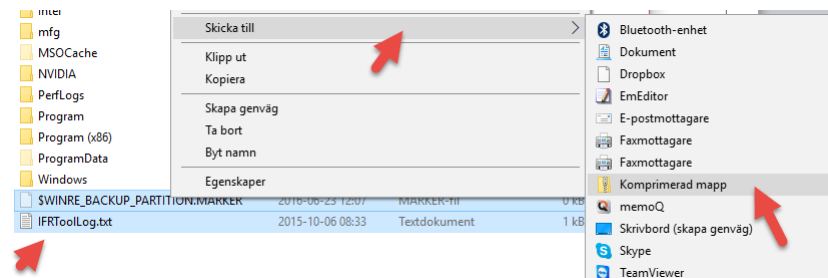 Intel
mfg
MSOCache
NVIDIA
PerfLogs
Program
Program (x86)
ProgramData
Windows
$WINRE_BACKUP_PARTITION.MARKER 2016-06-23 12:07 MARKER-fil 0 kB
IFRToolLog.txt 2015-10-06 08:33 Textdokument 1 kB
Skicka till
Klipp ut
Kopiera
Skapa genväg
Ta bort
Byt namn
Egenskaper
Bluetooth-enhet
Dokument
Dropbox
EmEditor
E-postmottagare
Faxmottagare
Faxmottagare
Komprimerad mapp
memoQ
Skrivbord (skapa genväg)
Skype
TeamViewer